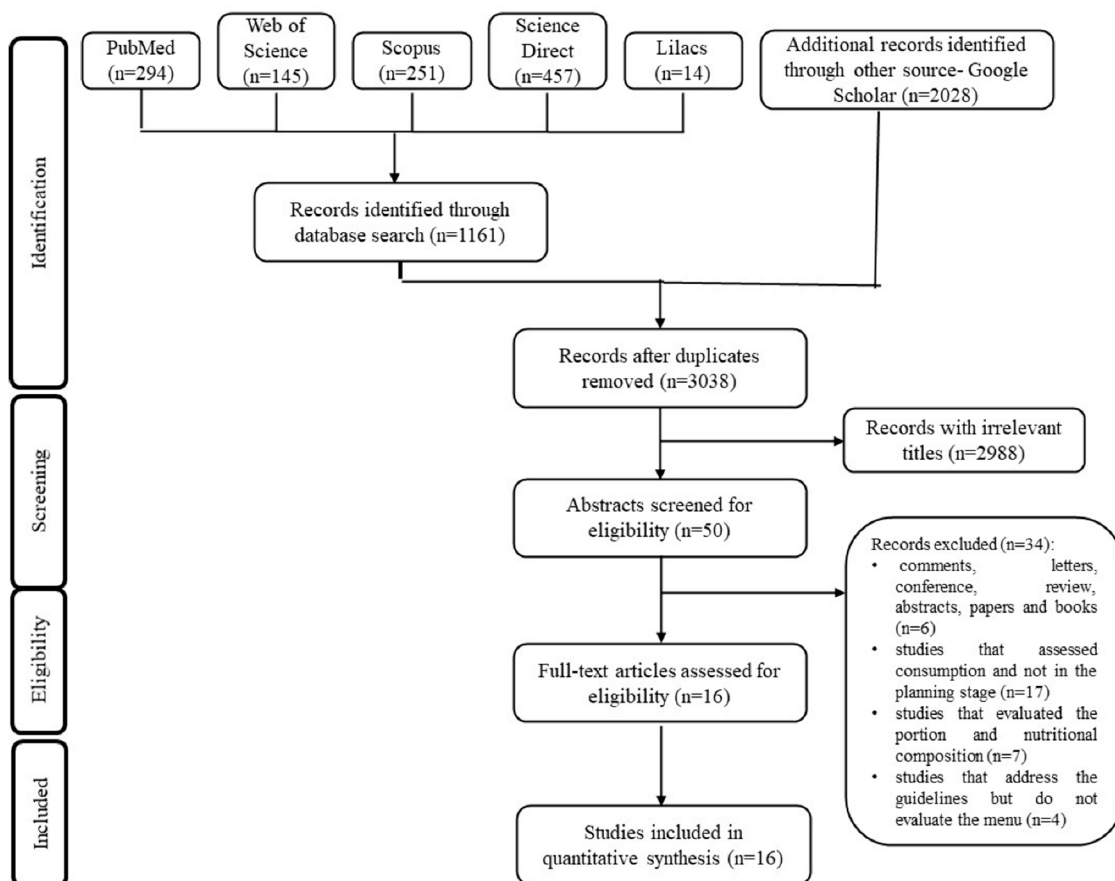 PubMed
(n=294)
Web of
Science
(n=145)
Scopus
(n=251)
Science
Direct
(n=457)
Lilacs
(n=14)
Additional records identified
through other source- Google
Scholar (n=2028)
Identification
Records identified through
database search (n=1161)
Records after duplicates
removed (n=3038)
Screening
Records with irrelevant
titles (n=2988)
Abstracts screened for
eligibility (n=50)
Records excluded (n=34):
• comments, letters,
conference, review,
abstracts, papers and books
(n=6)
• studies that assessed
consumption and not in the
planning stage (n=17)
• studies that evaluated the
portion and nutritional
composition (n=7)
• studies that address the
guidelines but do not
evaluate the menu (n=4)
Eligibility
Full-text articles assessed for
eligibility (n=16)
Included
Studies included in
quantitative synthesis (n=16)